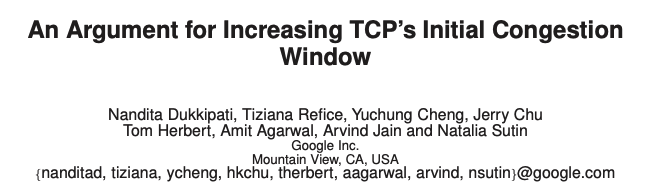 An Argument for Increasing TCP's Initial Congestion
Window
Nandita Dukkipati, Tiziana Refice, Yuchung Cheng, Jerry Chu
Tom Herbert, Amit Agarwal, Arvind Jain and Natalia Sutin
Google Inc.
Mountain View, CA, USA
{nanditad, tiziana, ycheng, hkchu, therbert, aagarwal, arvind, nsutin}@google.com